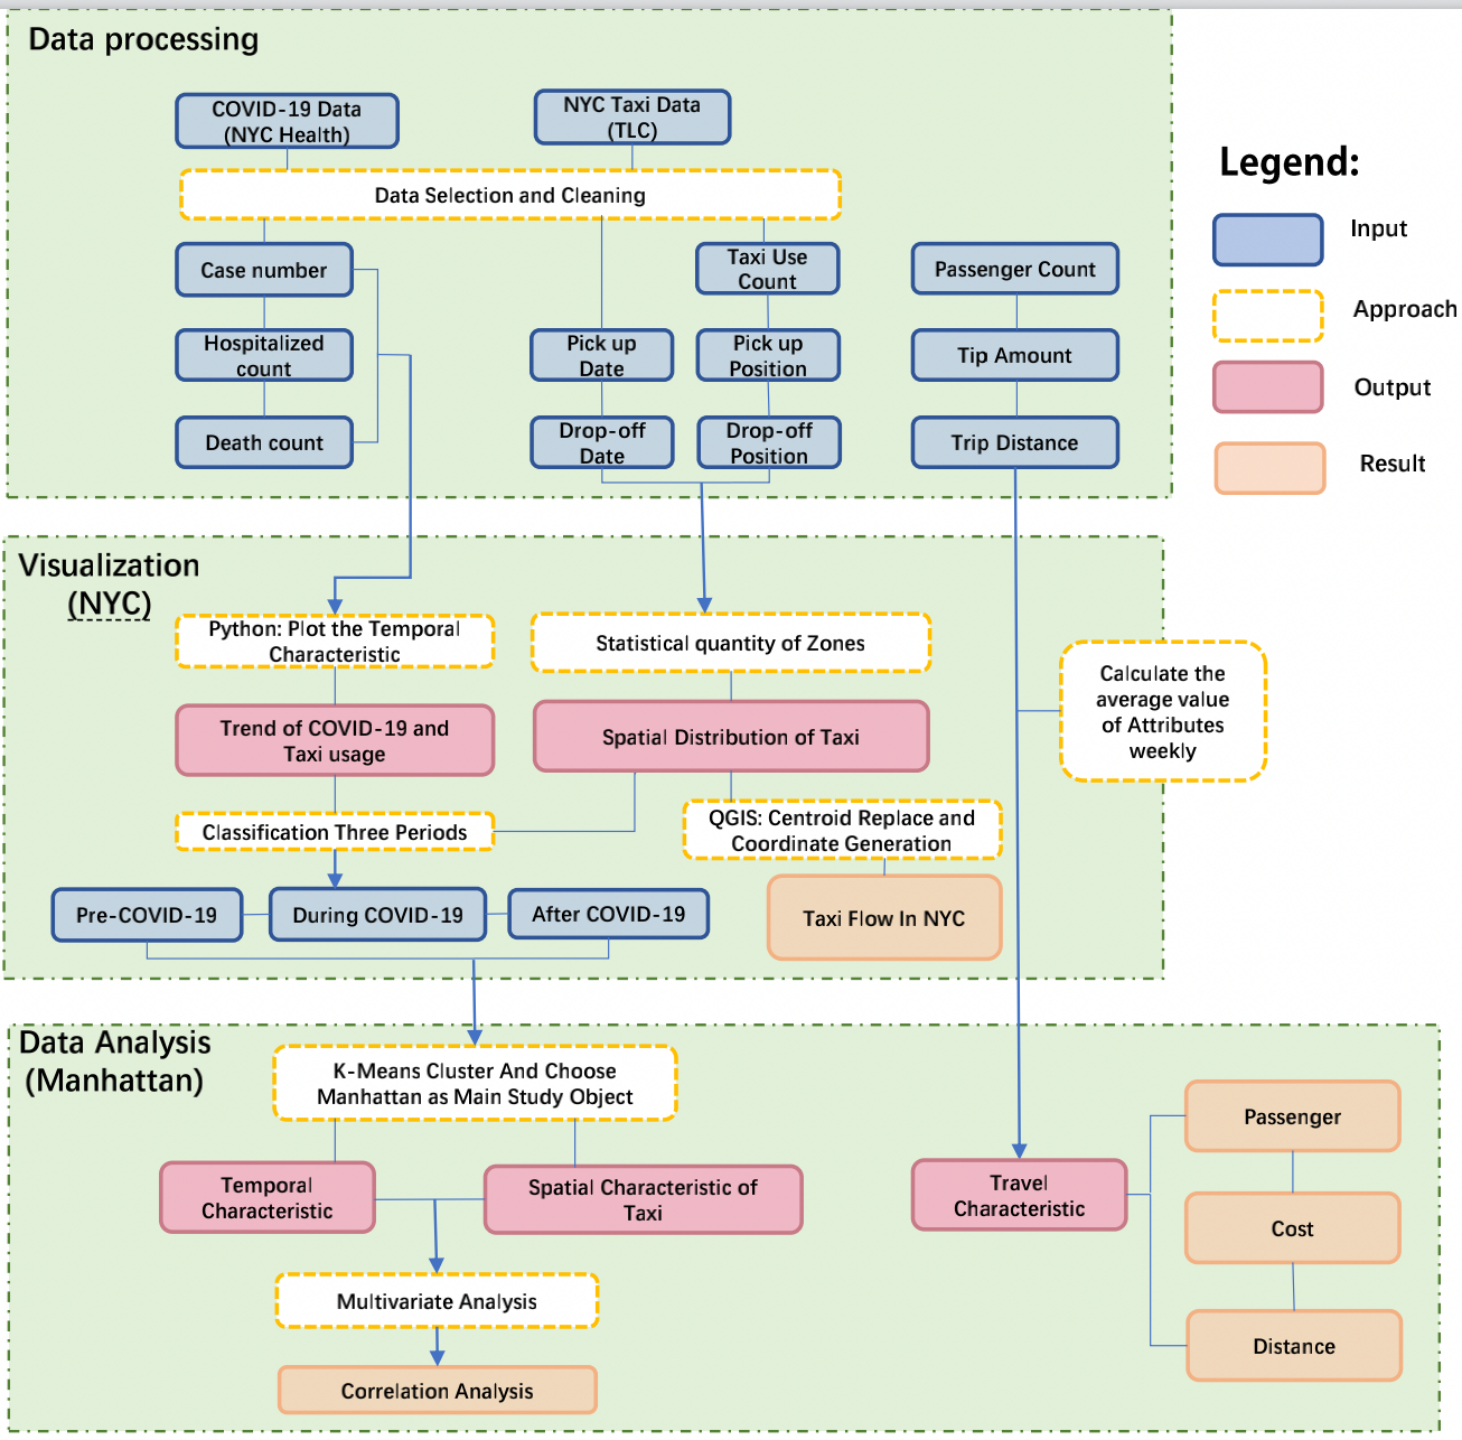 Data processing
COVID-19 Data
(NYC Health)
NYC Taxi Data
(TLC)
Data Selection and Cleaning
Case number
Hospitalized
count
Death count
Pick up
Date
Drop-off
Date
Taxi Use
Count
Pick up
Position
Drop-off
Position
Passenger Count
Tip Amount
Trip Distance
Legend:
Input
Approach
Output
Result
Visualization
(NYC)
Python: Plot the Temporal
Characteristic
Statistical quantity of Zones
Trend of COVID-19 and
Taxi usage
Spatial Distribution of Taxi
Calculate the
average value
of Attributes
weekly
Classification Three Periods
QGIS: Centroid Replace and
Coordinate Generation
Pre-COVID-19
During COVID-19
After COVID-19
Taxi Flow In NYC
Data Analysis
(Manhattan)
K-Means Cluster And Choose
Manhattan as Main Study Object
Temporal
Characteristic
Spatial Characteristic of
Taxi
Travel
Characteristic
Passenger
Cost
Distance
Multivariate Analysis
Correlation Analysis